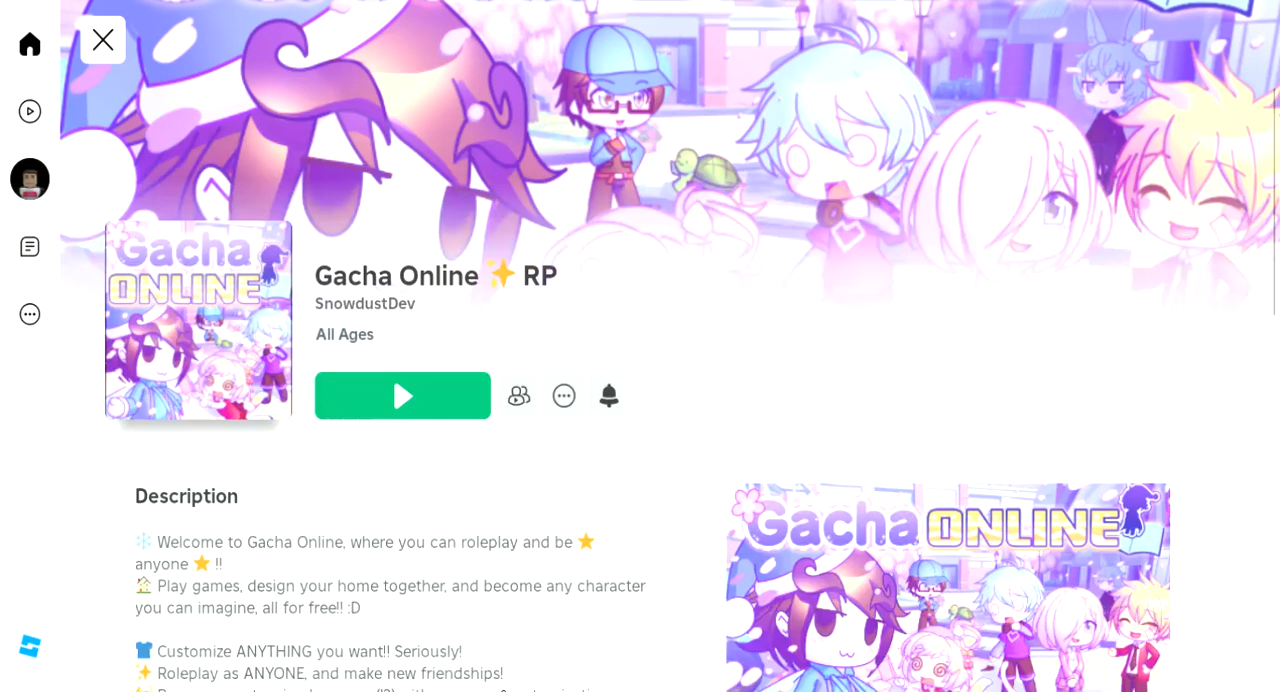 Gacha
ONLINE
Gacha Online ✨ RP
SnowdustDev
All Ages
Description
❄️ Welcome to Gacha Online, where you can roleplay and be ⭐
anyone ⭐ !!
🏡 Play games, design your home together, and become any character
you can imagine, all for free!! :D
👕 Customize ANYTHING you want!! Seriously!
✨ Roleplay as ANYONE, and make new friendships!
Gacha ONLINE